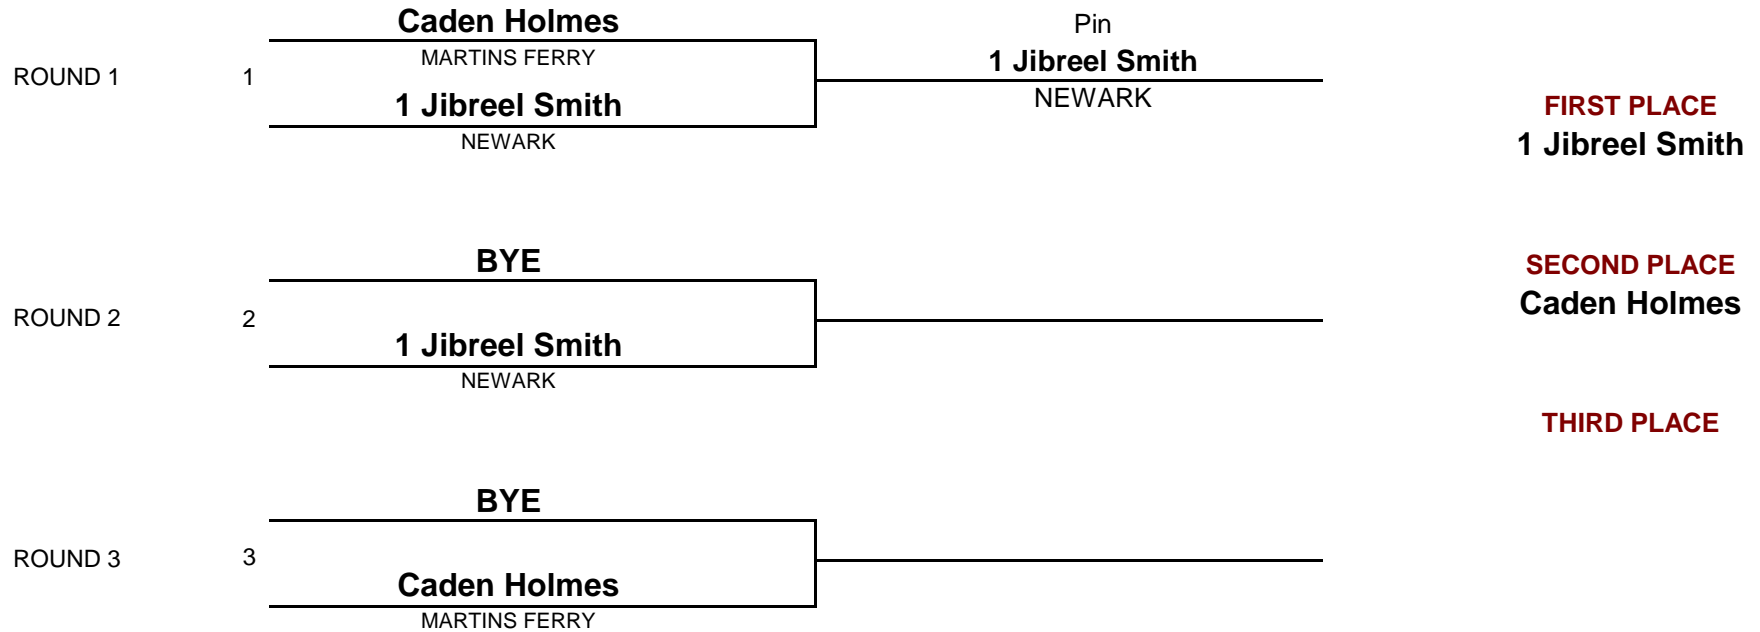 Caden Holmes
MARTINS FERRY
ROUND 1
1
1 Jibreel Smith
NEWARK
Pin
1 Jibreel Smith
NEWARK
FIRST PLACE
1 Jibreel Smith
BYE
ROUND 2
2
1 Jibreel Smith
NEWARK
SECOND PLACE
Caden Holmes
THIRD PLACE
BYE
ROUND 3
3
Caden Holmes
MARTINS FERRY